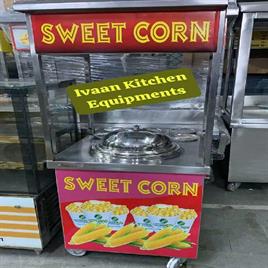 SWEET CORN
Ivaan Kitchen
Equipments
SWEET CORN